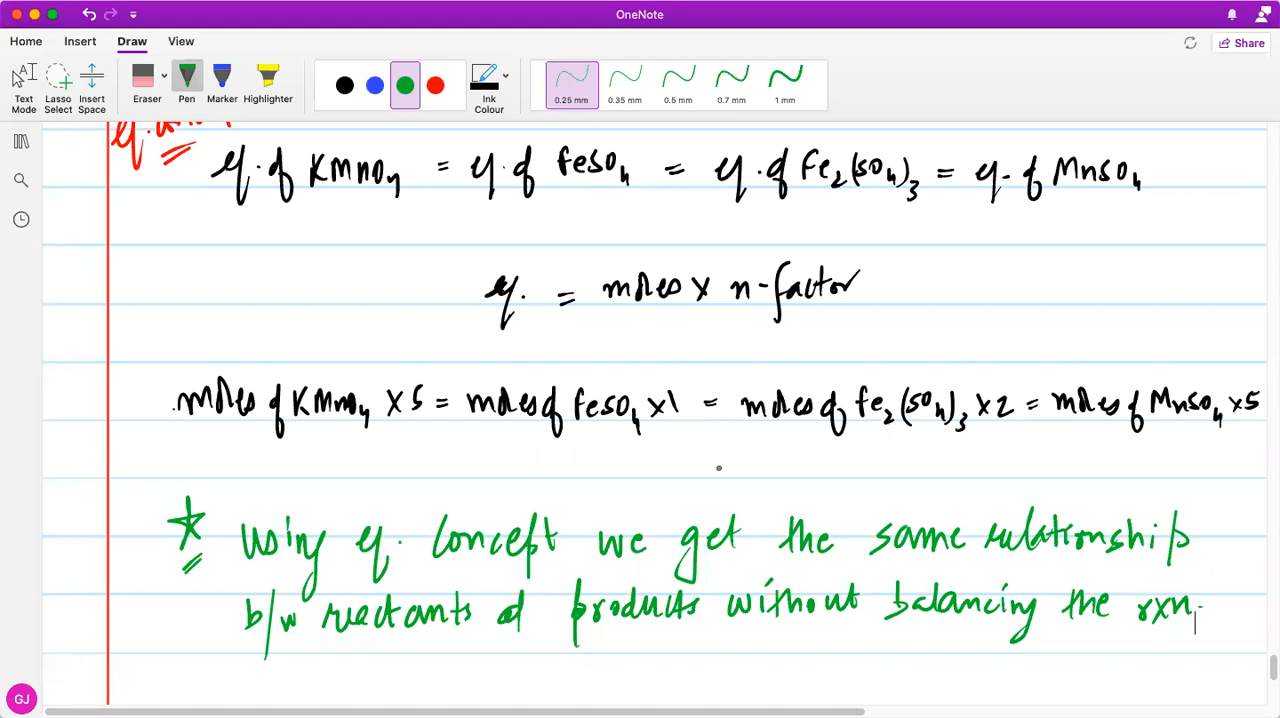 OneNote
Home Insert Draw View
Share
Text Mode
Lasso Select
Insert Space
Eraser
Pen
Marker
Highlighter
Ink Colour
0.25 mm 0.35 mm 0.5 mm 0.7 mm 1 mm
eq. of KMnO4 = eq. of FeSO4 = eq. of Fe2(SO4)3 = eq. of MnSO4
eq. = moles x n-factor
moles of KMnO4 x5 = moles of FeSO4 x1 = moles of Fe2(SO4)3 x2 = moles of MnSO4 x5
* Using eq. concept we get the same relationship
b/w reactants d products without balancing the rxn.
GJ